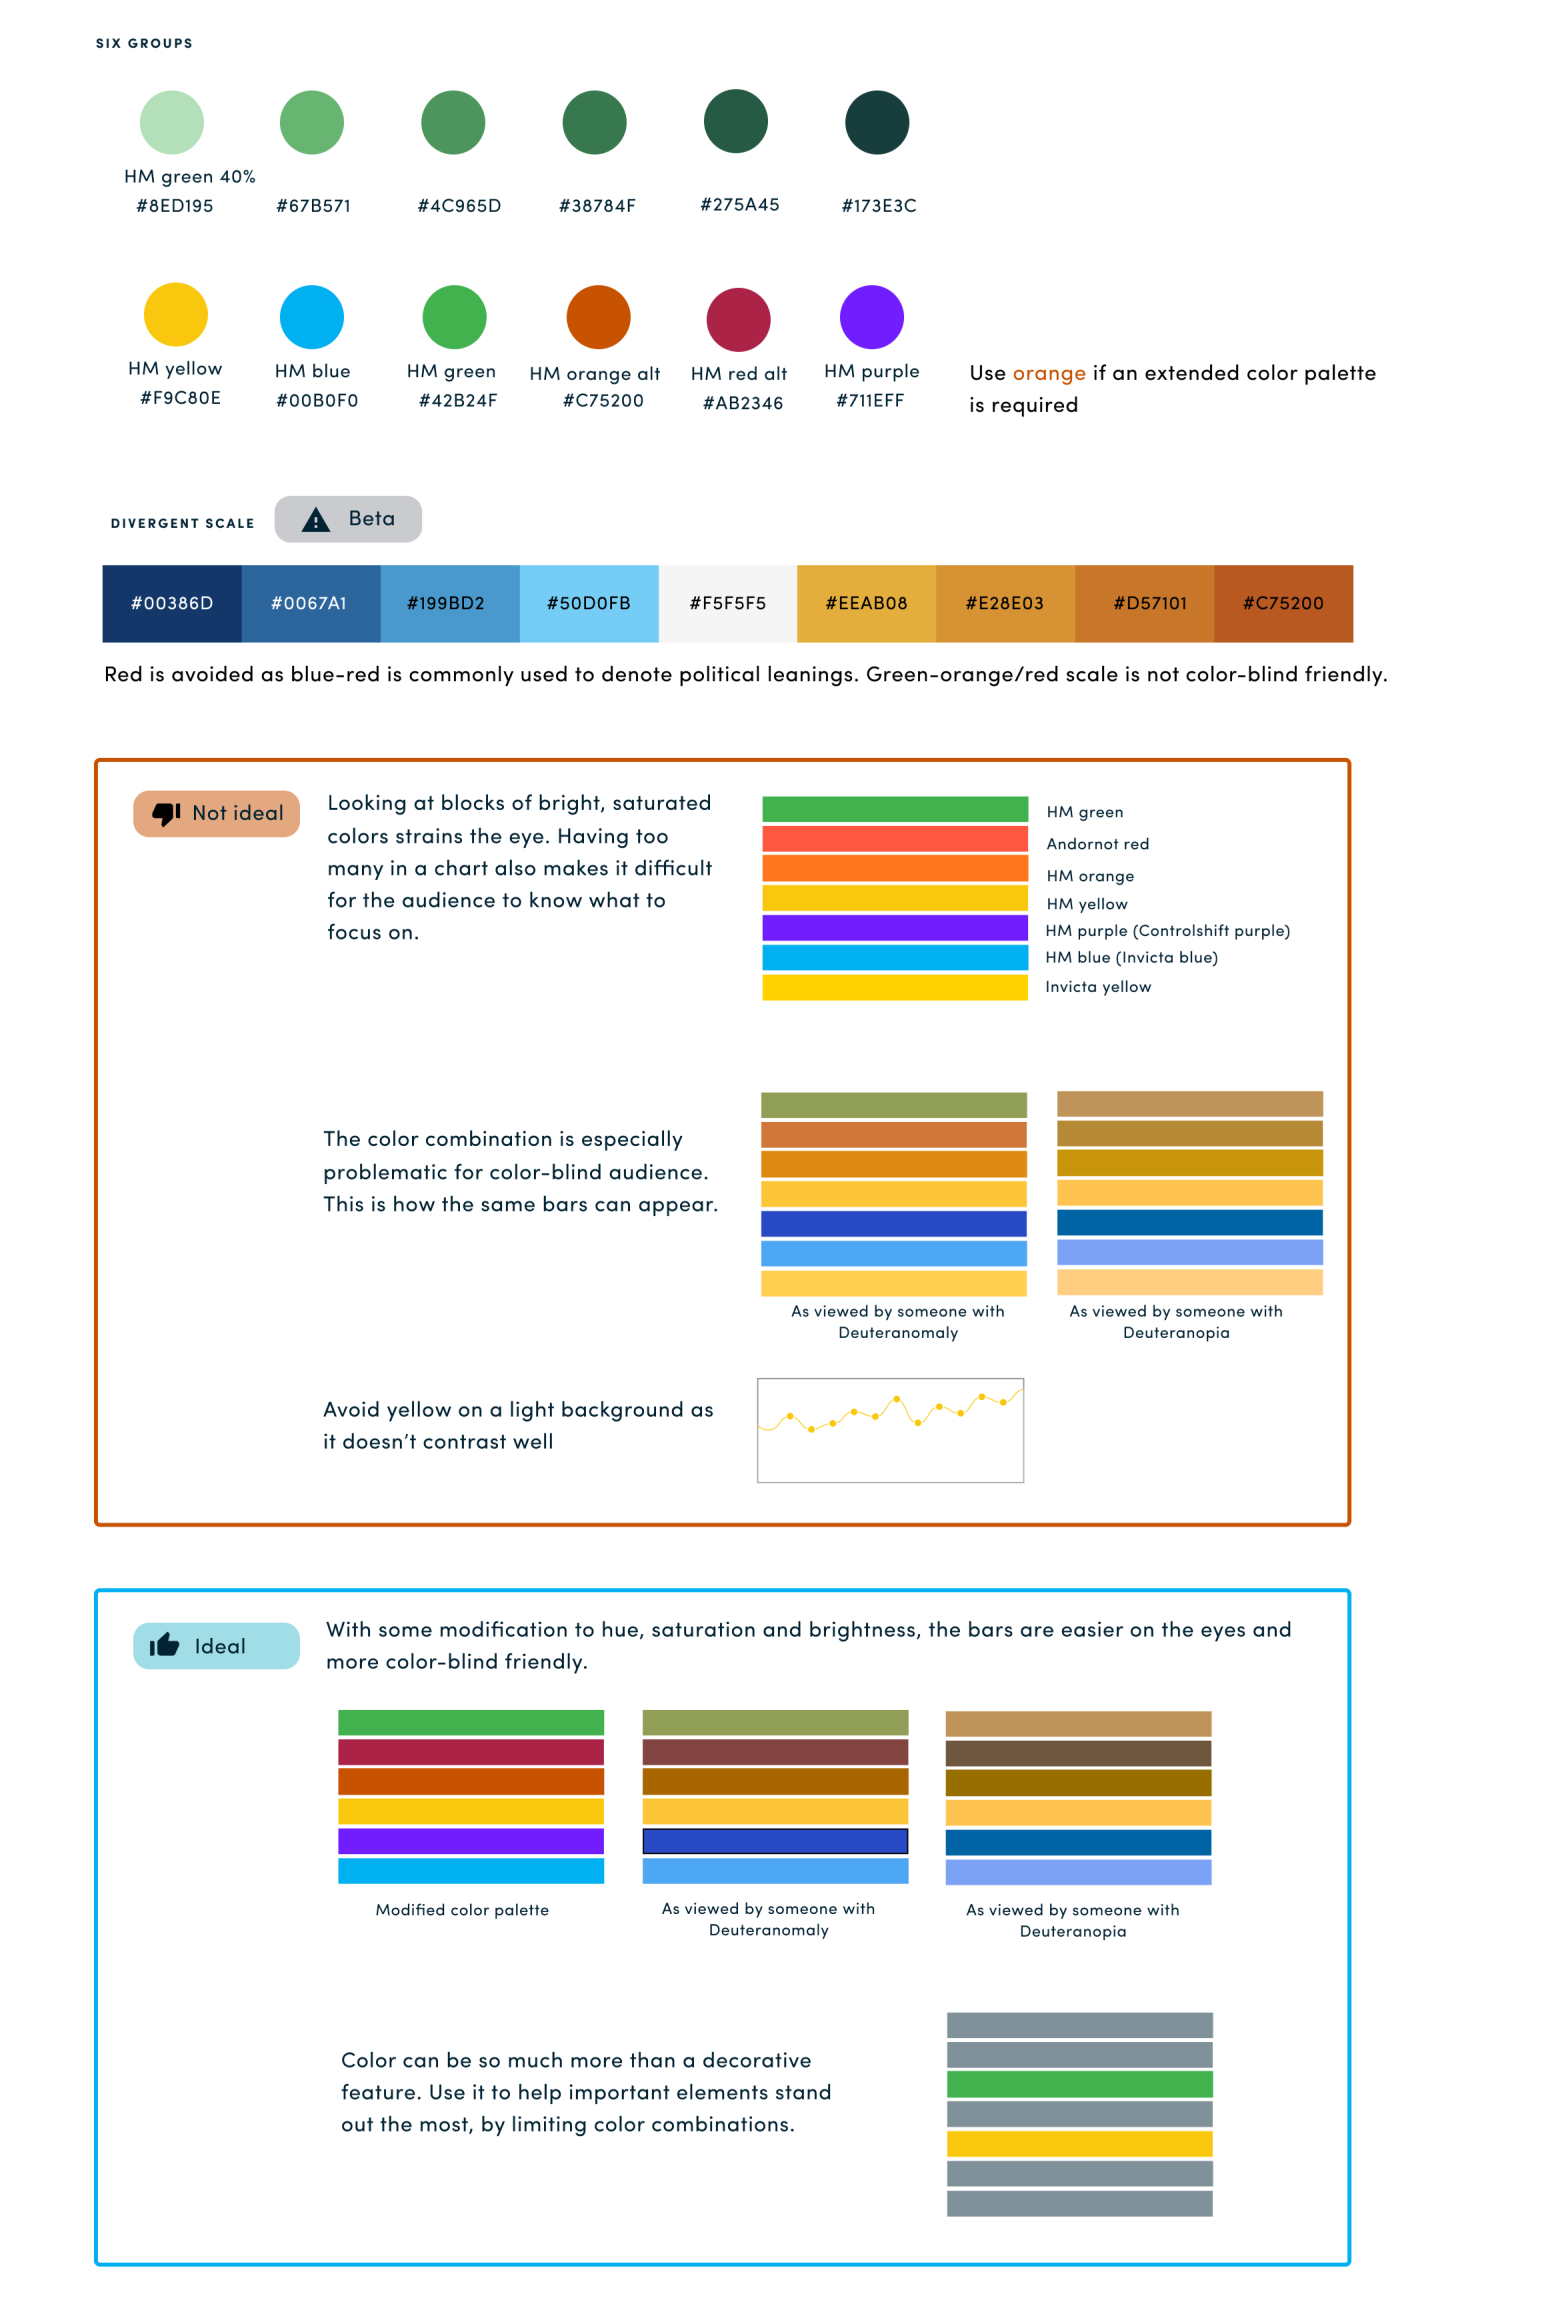 SIX GROUPS
HM green 40%
#8ED195
#67B571
#4C965D
#38784F
#275A45
#173E3C
HM yellow
#F9C80E
HM blue
#00B0F0
HM green
#42B24F
HM orange alt
#C75200
HM red alt
#AB2346
HM purple
#711EFF
Use orange if an extended color palette
is required
DIVERGENT SCALE
Beta
#00386D
#0067A1
#199BD2
#50D0FB
#F5F5F5
#EEAB08
#E28E03
#D57101
#C75200
Red is avoided as blue-red is commonly used to denote political leanings. Green-orange/red scale is not color-blind friendly.
Not ideal
Looking at blocks of bright, saturated
colors strains the eye. Having too
many in a chart also makes it difficult
for the audience to know what to
focus on.
HM green
Andornot red
HM orange
HM yellow
HM purple (Controlshift purple)
HM blue (Invicta blue)
Invicta yellow
The color combination is especially
problematic for color-blind audience.
This is how the same bars can appear.
As viewed by someone with
Deuteranomaly
As viewed by someone with
Deuteranopia
Avoid yellow on a light background as
it doesn't contrast well
Ideal
With some modification to hue, saturation and brightness, the bars are easier on the eyes and
more color-blind friendly.
Modified color palette
As viewed by someone with
Deuteranomaly
As viewed by someone with
Deuteranopia
Color can be so much more than a decorative
feature. Use it to help important elements stand
out the most, by limiting color combinations.